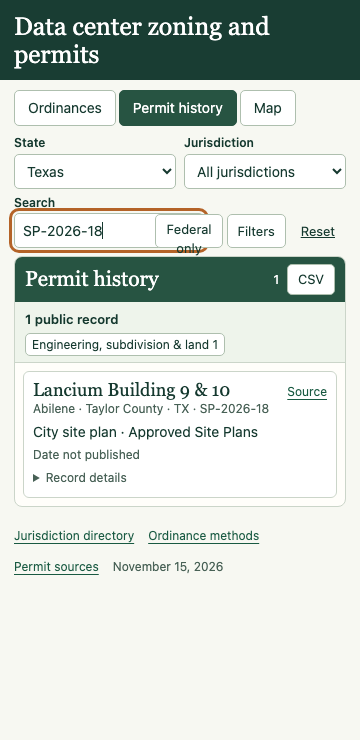 Data center zoning and
permits
Ordinances
Permit history
Map
State
Jurisdiction
Texas
All jurisdictions
Search
SP-2026-18
Federal
only
Filters
Reset
Permit history
1
CSV
1 public record
Engineering, subdivision & land 1
Lancium Building 9 & 10
Source
Abilene · Taylor County · TX · SP-2026-18
City site plan · Approved Site Plans
Date not published
Record details
Jurisdiction directory
Ordinance methods
Permit sources
November 15, 2026